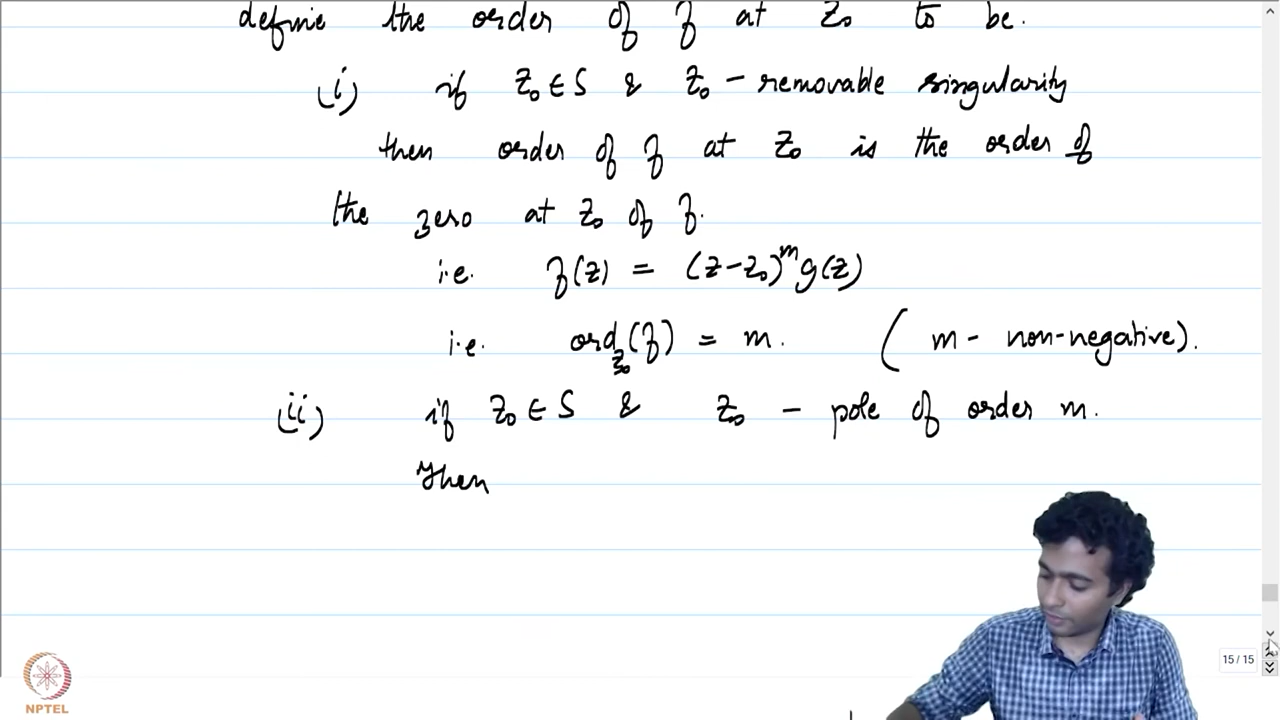 define the order of f at z₀ to be.
(i) if z₀ ∈ S & z₀ - removable singularity
then order of f at z₀ is the order of
the zero at z₀ of f.
i.e. f(z) = (z-z₀)ᵐ g(z)
i.e. ord_z₀(f) = m. ( m - non-negative).
(ii) if z₀ ∈ S & z₀ - pole of order m.
Then
15 / 15
NPTEL